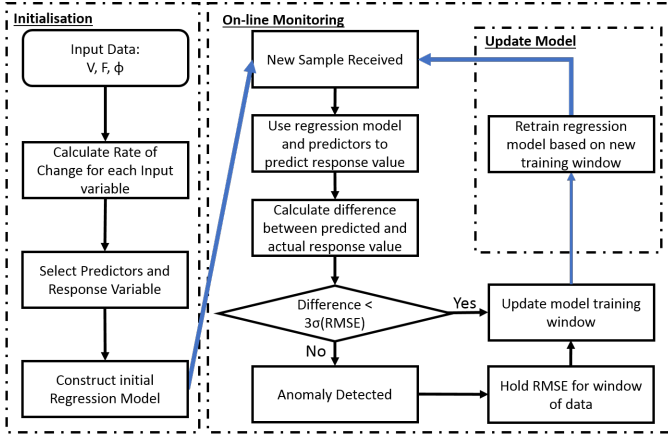 Initialisation
Input Data:
V, F, ϕ
Calculate Rate of
Change for each Input
variable
Select Predictors and
Response Variable
Construct initial
Regression Model
On-line Monitoring
New Sample Received
Use regression model
and predictors to
predict response value
Calculate difference
between predicted and
actual response value
Difference <
3σ(RMSE)
Yes
No
Anomaly Detected
Hold RMSE for window
of data
Update model training
window
Update Model
Retrain regression
model based on new
training window